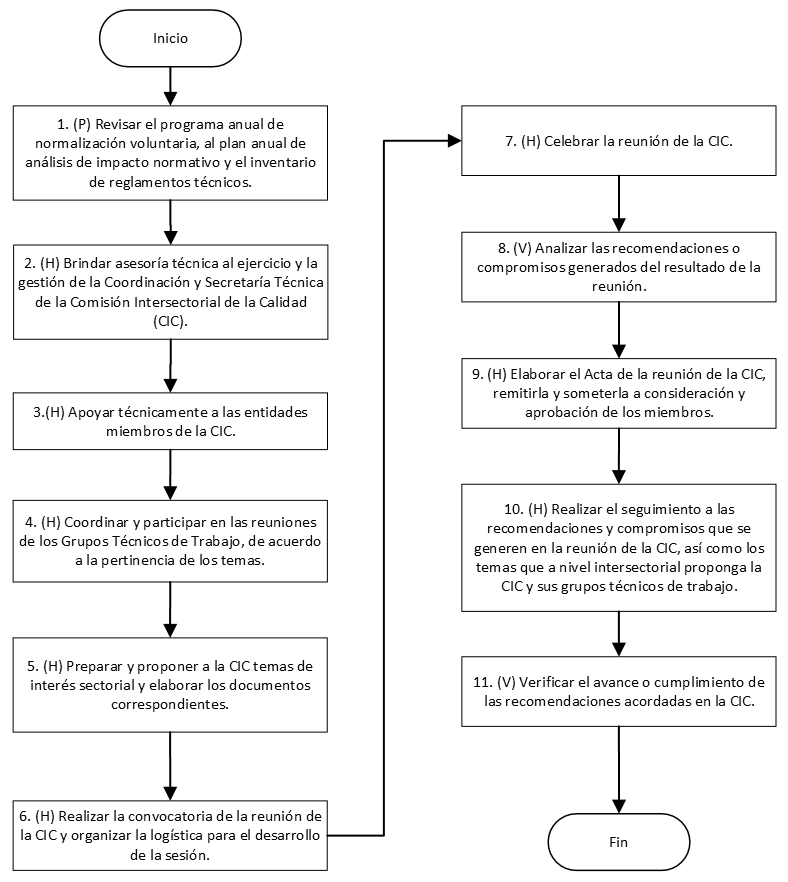 Inicio
1. (P) Revisar el programa anual de
normalización voluntaria, al plan anual de
análisis de impacto normativo y el inventario
de reglamentos técnicos.
2. (H) Brindar asesoría técnica al ejercicio y la
gestión de la Coordinación y Secretaría Técnica
de la Comisión Intersectorial de la Calidad
(CIC).
3.(H) Apoyar técnicamente a las entidades
miembros de la CIC.
4. (H) Coordinar y participar en las reuniones
de los Grupos Técnicos de Trabajo, de acuerdo
a la pertinencia de los temas.
5. (H) Preparar y proponer a la CIC temas de
interés sectorial y elaborar los documentos
correspondientes.
6. (H) Realizar la convocatoria de la reunión de
la CIC y organizar la logística para el desarrollo
de la sesión.
7. (H) Celebrar la reunión de la CIC.
8. (V) Analizar las recomendaciones o
compromisos generados del resultado de la
reunión.
9. (H) Elaborar el Acta de la reunión de la CIC,
remitirla y someterla a consideración y
aprobación de los miembros.
10. (H) Realizar el seguimiento a las
recomendaciones y compromisos que se
generen en la reunión de la CIC, así como los
temas que a nivel intersectorial proponga la
CIC y sus grupos técnicos de trabajo.
11. (V) Verificar el avance o cumplimiento de
las recomendaciones acordadas en la CIC.
Fin